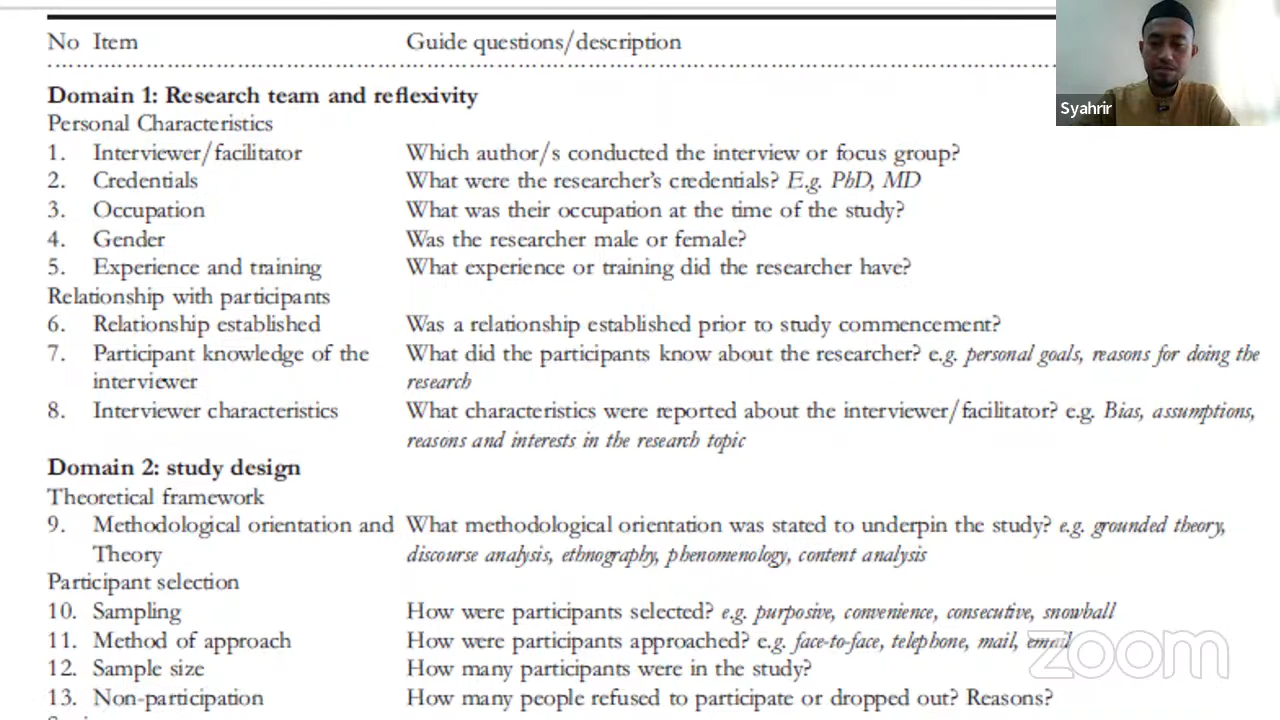 No Item Guide questions/description
Domain 1: Research team and reflexivity
Personal Characteristics
1. Interviewer/facilitator Which author/s conducted the interview or focus group?
2. Credentials What were the researcher's credentials? E.g. PhD, MD
3. Occupation What was their occupation at the time of the study?
4. Gender Was the researcher male or female?
5. Experience and training What experience or training did the researcher have?
Relationship with participants
6. Relationship established Was a relationship established prior to study commencement?
7. Participant knowledge of the What did the participants know about the researcher? e.g. personal goals, reasons for doing the
interviewer research
8. Interviewer characteristics What characteristics were reported about the interviewer/facilitator? e.g. Bias, assumptions,
reasons and interests in the research topic
Domain 2: study design
Theoretical framework
9. Methodological orientation and What methodological orientation was stated to underpin the study? e.g. grounded theory,
Theory discourse analysis, ethnography, phenomenology, content analysis
Participant selection
10. Sampling How were participants selected? e.g. purposive, convenience, consecutive, snowball
11. Method of approach How were participants approached? e.g. face-to-face, telephone, mail, email
12. Sample size How many participants were in the study?
13. Non-participation How many people refused to participate or dropped out? Reasons?
Syahrir
zoom